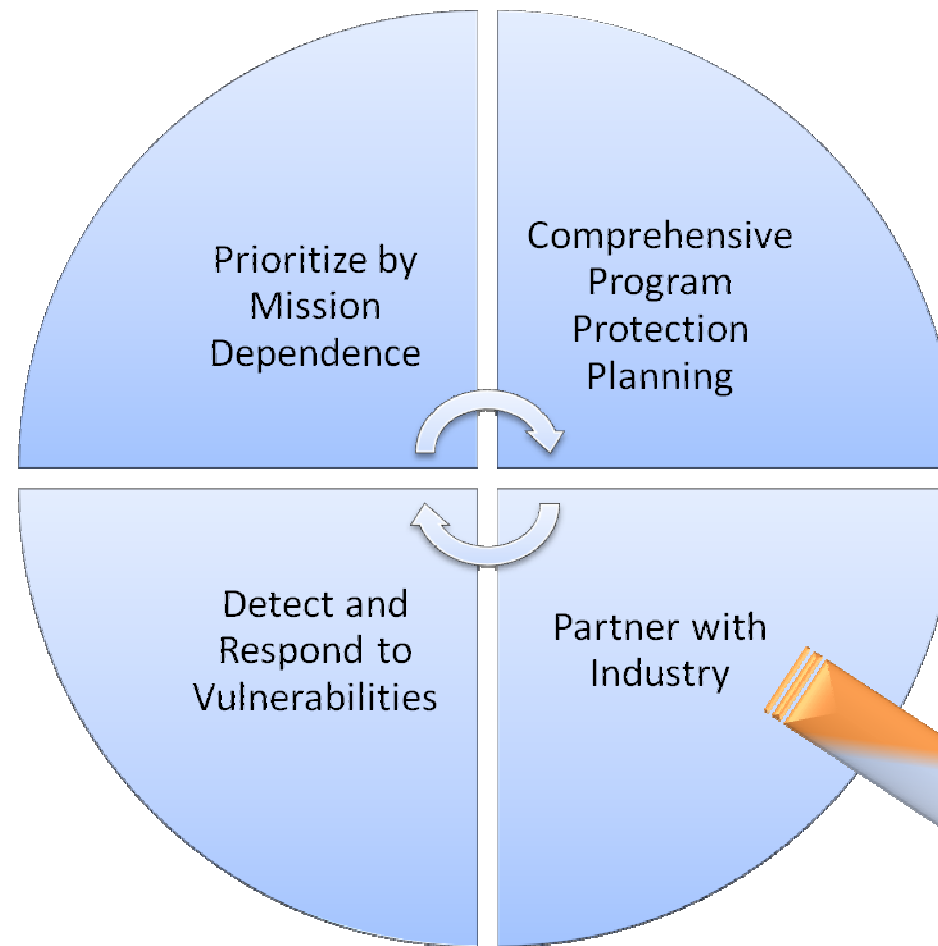 Prioritize by
Mission
Dependence
Comprehensive
Program
Protection
Planning
Detect and
Respond to
Vulnerabilities
Partner with
Industry